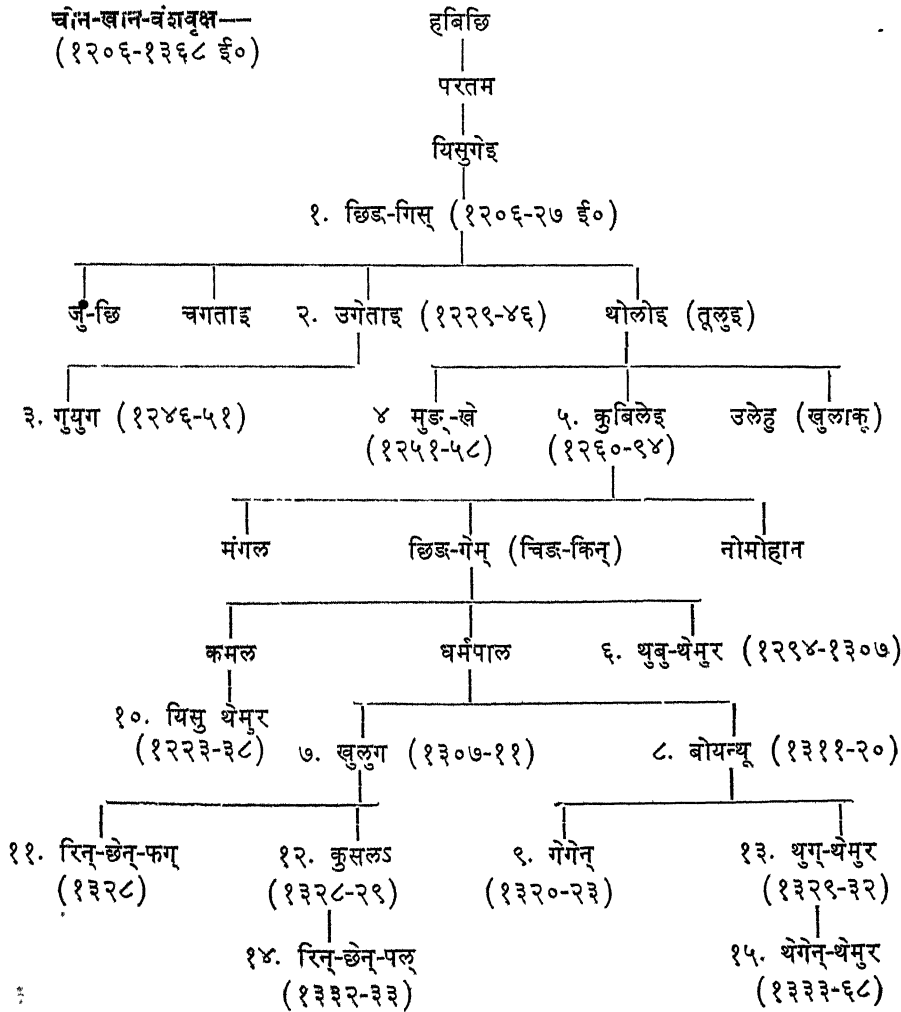 चीन-खान-वंशवृक्ष—
(१२०६-१३६८ ई०)
हबिछि
परतम
यिसुगेइ
१. छिङ-गिस् (१२०६-२७ ई०)
जु-छि चगताइ २. उगेताइ (१२२९-४६) थोलोइ (तूलुइ)
३. गुयुग (१२४६-५१) ४ मुङ्-खे ५. कुबिलेइ उलेहु (खुलाकू)
(१२५१-५८) (१२६०-९४)
मंगल छिङ-गेम् (चिङ-किन्) नोमोहान
कमल धर्मपाल ६. थुबु-थेमुर (१२९४-१३०७)
१०. यिसु थेमुर
(१२२३-३८) ७. खुलुग (१३०७-११) ८. बोयन्थू (१३११-२०)
११. रिन्-छेन्-फग् १२. कुसलऽ ९. गेगेन् १३. थुग्-थेमुर
(१३२८) (१३२८-२९) (१३२०-२३) (१३२९-३२)
१४. रिन्-छेन्-पल् १५. थेगेन्-थेमुर
(१३३२-३३) (१३३३-६८)